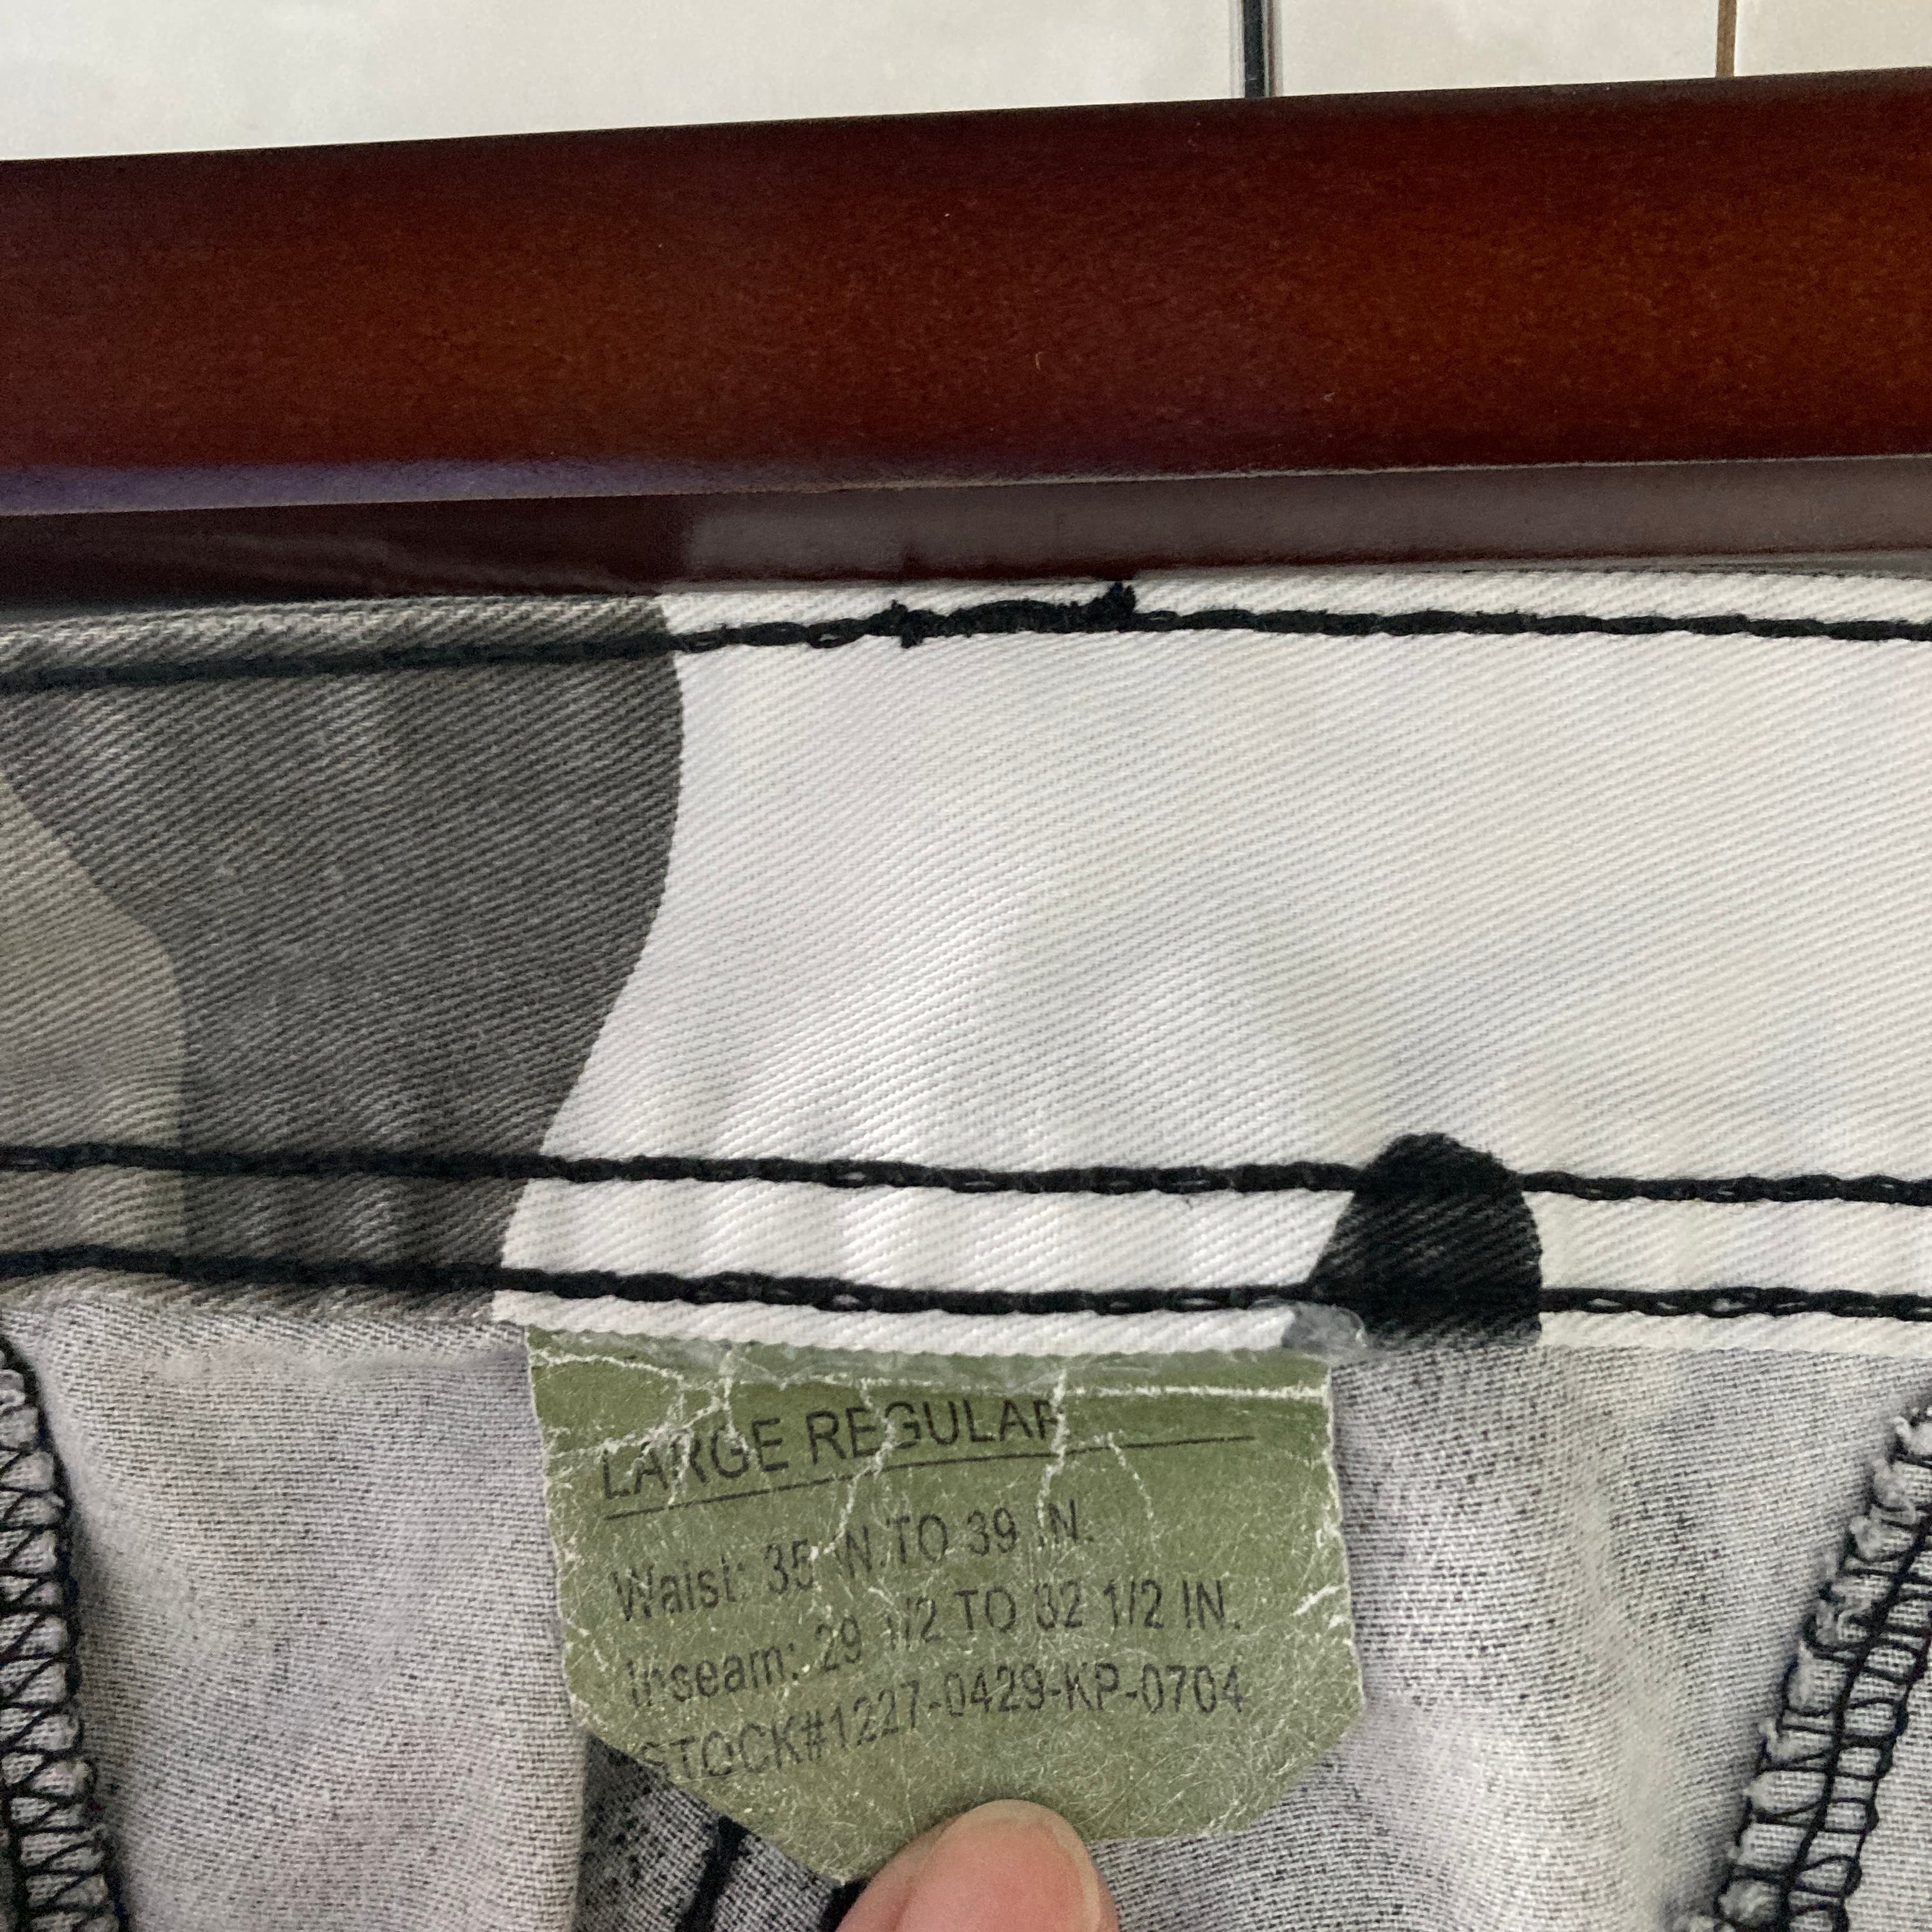 LARGE REGULAR
Waist: 35 IN. TO 39 IN.
Inseam: 29 1/2 TO 32 1/2 IN.
STOCK#1227-0429-KP-0704